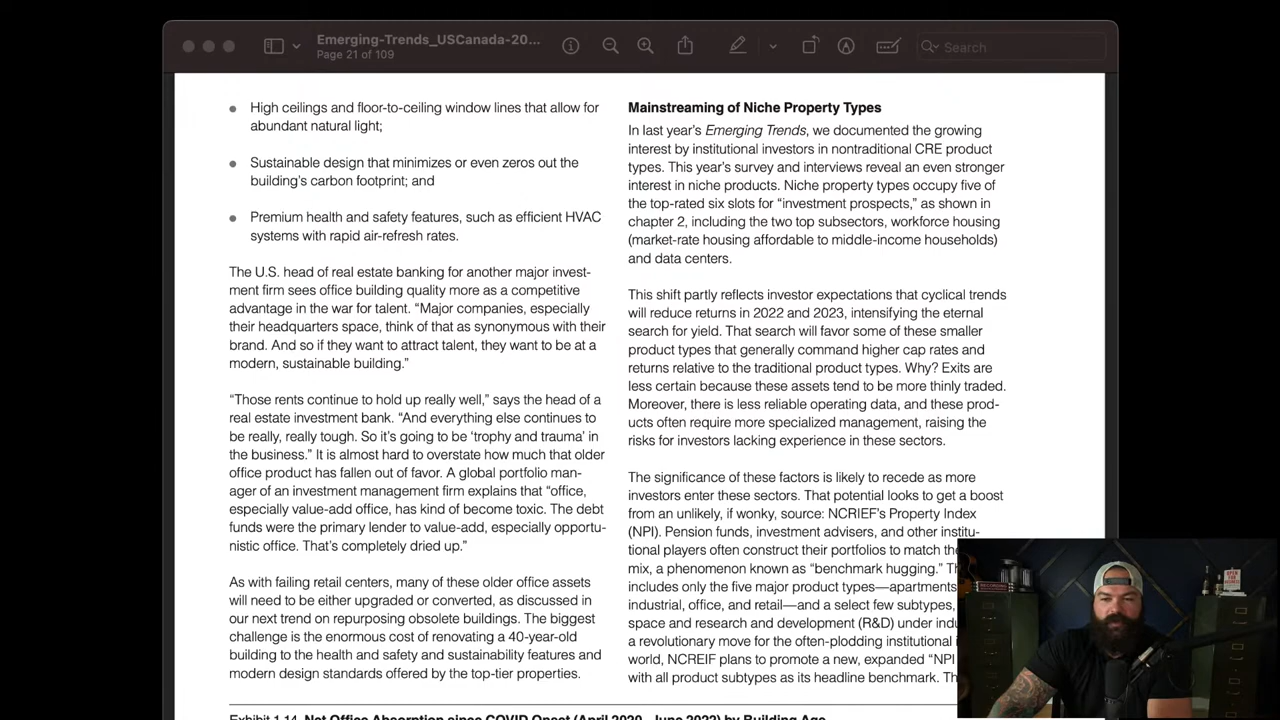 Emerging-Trends_USCanada-20...
Page 21 of 109
Search
High ceilings and floor-to-ceiling window lines that allow for
abundant natural light;
Sustainable design that minimizes or even zeros out the
building's carbon footprint; and
Premium health and safety features, such as efficient HVAC
systems with rapid air-refresh rates.
The U.S. head of real estate banking for another major invest-
ment firm sees office building quality more as a competitive
advantage in the war for talent. “Major companies, especially
their headquarters space, think of that as synonymous with their
brand. And so if they want to attract talent, they want to be at a
modern, sustainable building.”
“Those rents continue to hold up really well,” says the head of a
real estate investment bank. “And everything else continues to
be really, really tough. So it’s going to be ‘trophy and trauma’ in
the business.” It is almost hard to overstate how much that older
office product has fallen out of favor. A global portfolio man-
ager of an investment management firm explains that “office,
especially value-add office, has kind of become toxic. The debt
funds were the primary lender to value-add, especially opportu-
nistic office. That’s completely dried up.”
As with failing retail centers, many of these older office assets
will need to be either upgraded or converted, as discussed in
our next trend on repurposing obsolete buildings. The biggest
challenge is the enormous cost of renovating a 40-year-old
building to the health and safety and sustainability features and
modern design standards offered by the top-tier properties.
Mainstreaming of Niche Property Types
In last year’s Emerging Trends, we documented the growing
interest by institutional investors in nontraditional CRE product
types. This year’s survey and interviews reveal an even stronger
interest in niche products. Niche property types occupy five of
the top-rated six slots for “investment prospects,” as shown in
chapter 2, including the two top subsectors, workforce housing
(market-rate housing affordable to middle-income households)
and data centers.
This shift partly reflects investor expectations that cyclical trends
will reduce returns in 2022 and 2023, intensifying the eternal
search for yield. That search will favor some of these smaller
product types that generally command higher cap rates and
returns relative to the traditional product types. Why? Exits are
less certain because these assets tend to be more thinly traded.
Moreover, there is less reliable operating data, and these prod-
ucts often require more specialized management, raising the
risks for investors lacking experience in these sectors.
The significance of these factors is likely to recede as more
investors enter these sectors. That potential looks to get a boost
from an unlikely, if wonky, source: NCRIEF’s Property Index
(NPI). Pension funds, investment advisers, and other institu-
tional players often construct their portfolios to match the
mix, a phenomenon known as “benchmark hugging.”
includes only the five major product types—apartments
industrial, office, and retail—and a select few subtypes,
space and research and development (R&D) under
a revolutionary move for the often-plodding institutional
world, NCREIF plans to promote a new, expanded “NPI
with all product subtypes as its headline benchmark.
Exhibit 1-14 Net Office Absorption since COVID Onset (April 2020–June 2022) by Building Age